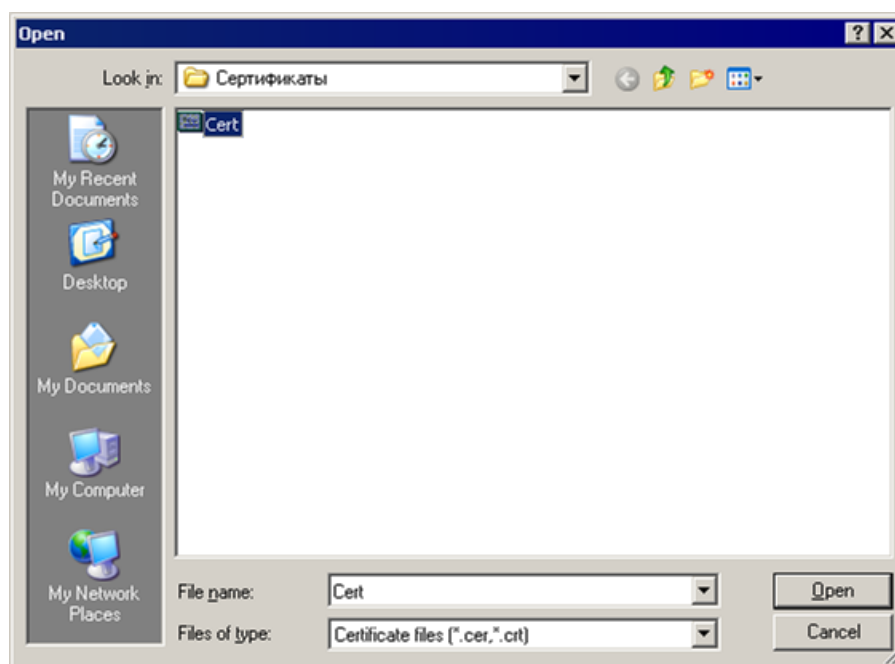 Open
Look in: Сертификаты
Cert
My Recent
Documents
Desktop
My Documents
My Computer
My Network
Places
File name: Cert Open
Files of type: Certificate files (*.cer,*.crt) Cancel